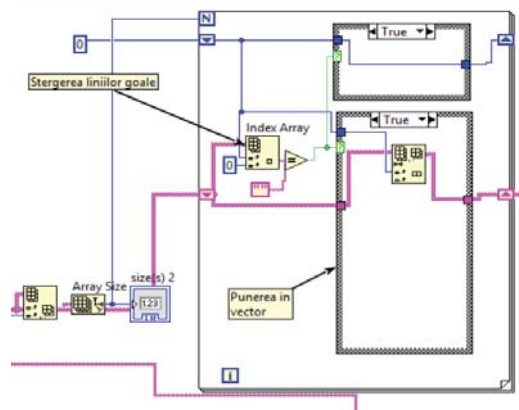 N
True
0
Stergerea liniilor goale
Index Array
True
0
Array Size
size(s) 2
1.23
Punerea in
vector
i